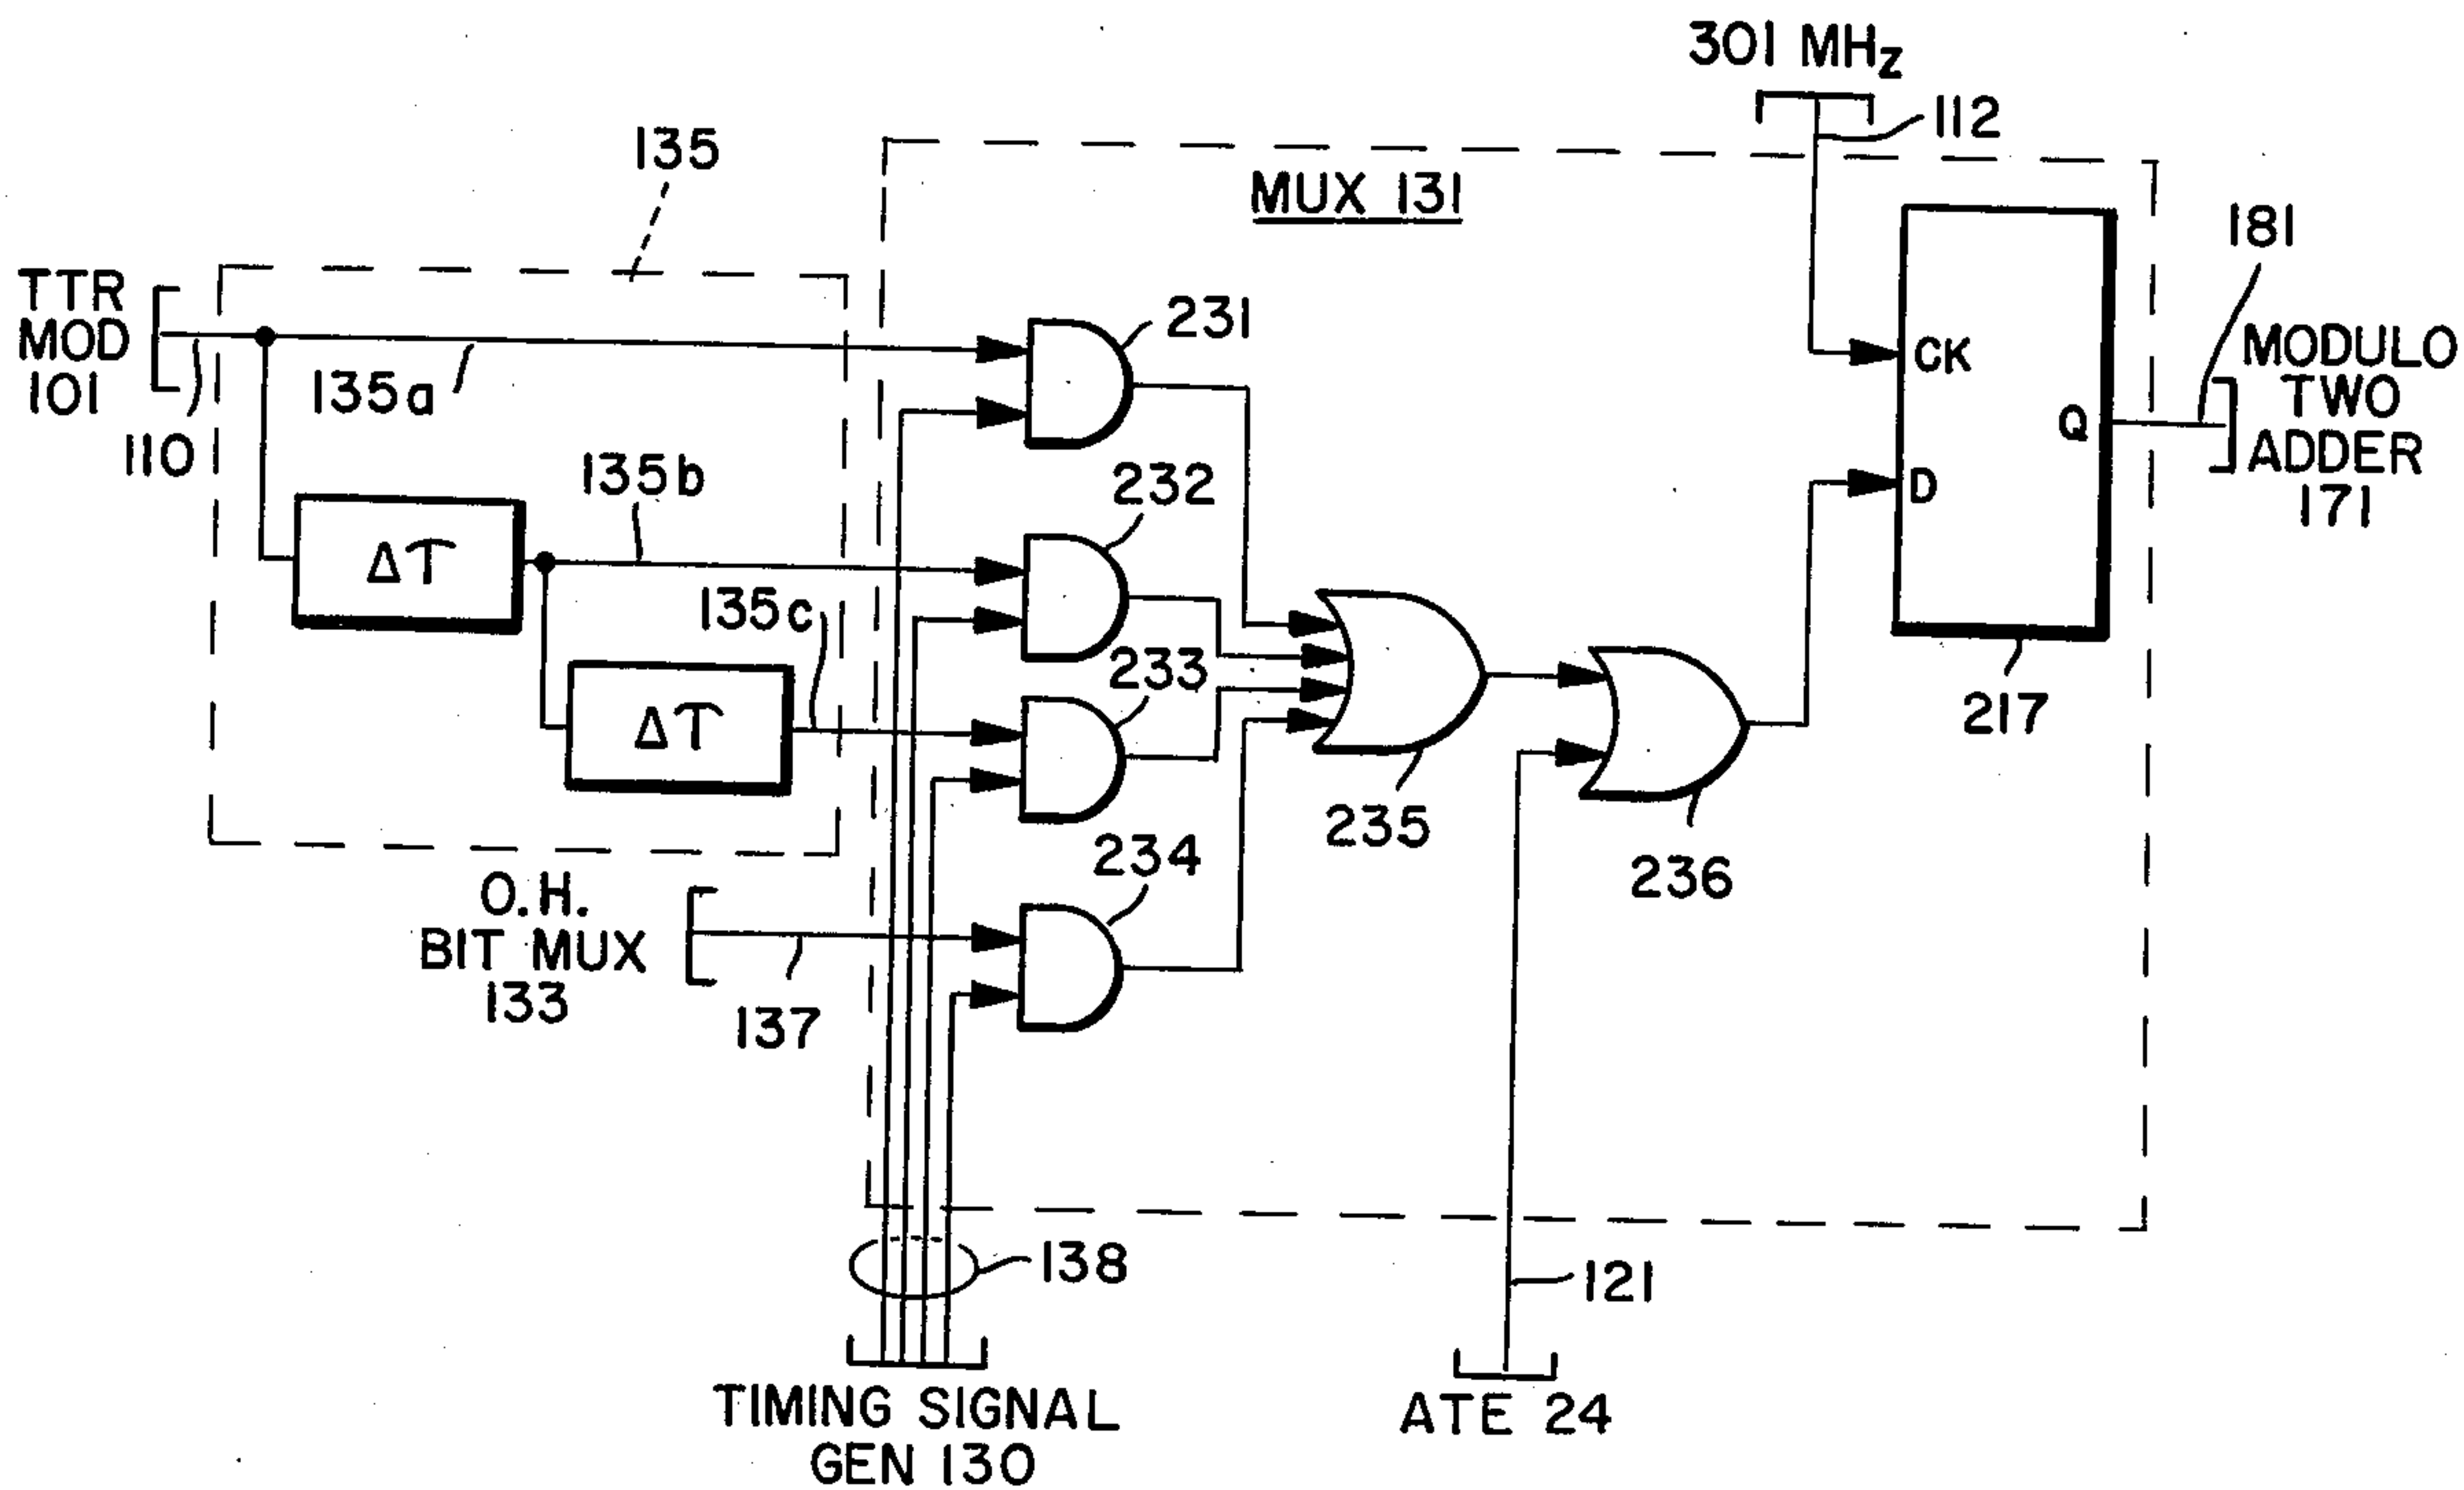 301 MHz
112
135
MUX 131
181
TTR
MOD
101
110
135a
231
CK
MODULO
TWO
ADDER
171
Q
135b
232
D
ΔT
135c
233
ΔT
217
235
236
234
O.H.
BIT MUX
133
137
138
121
TIMING SIGNAL
GEN 130
ATE 24